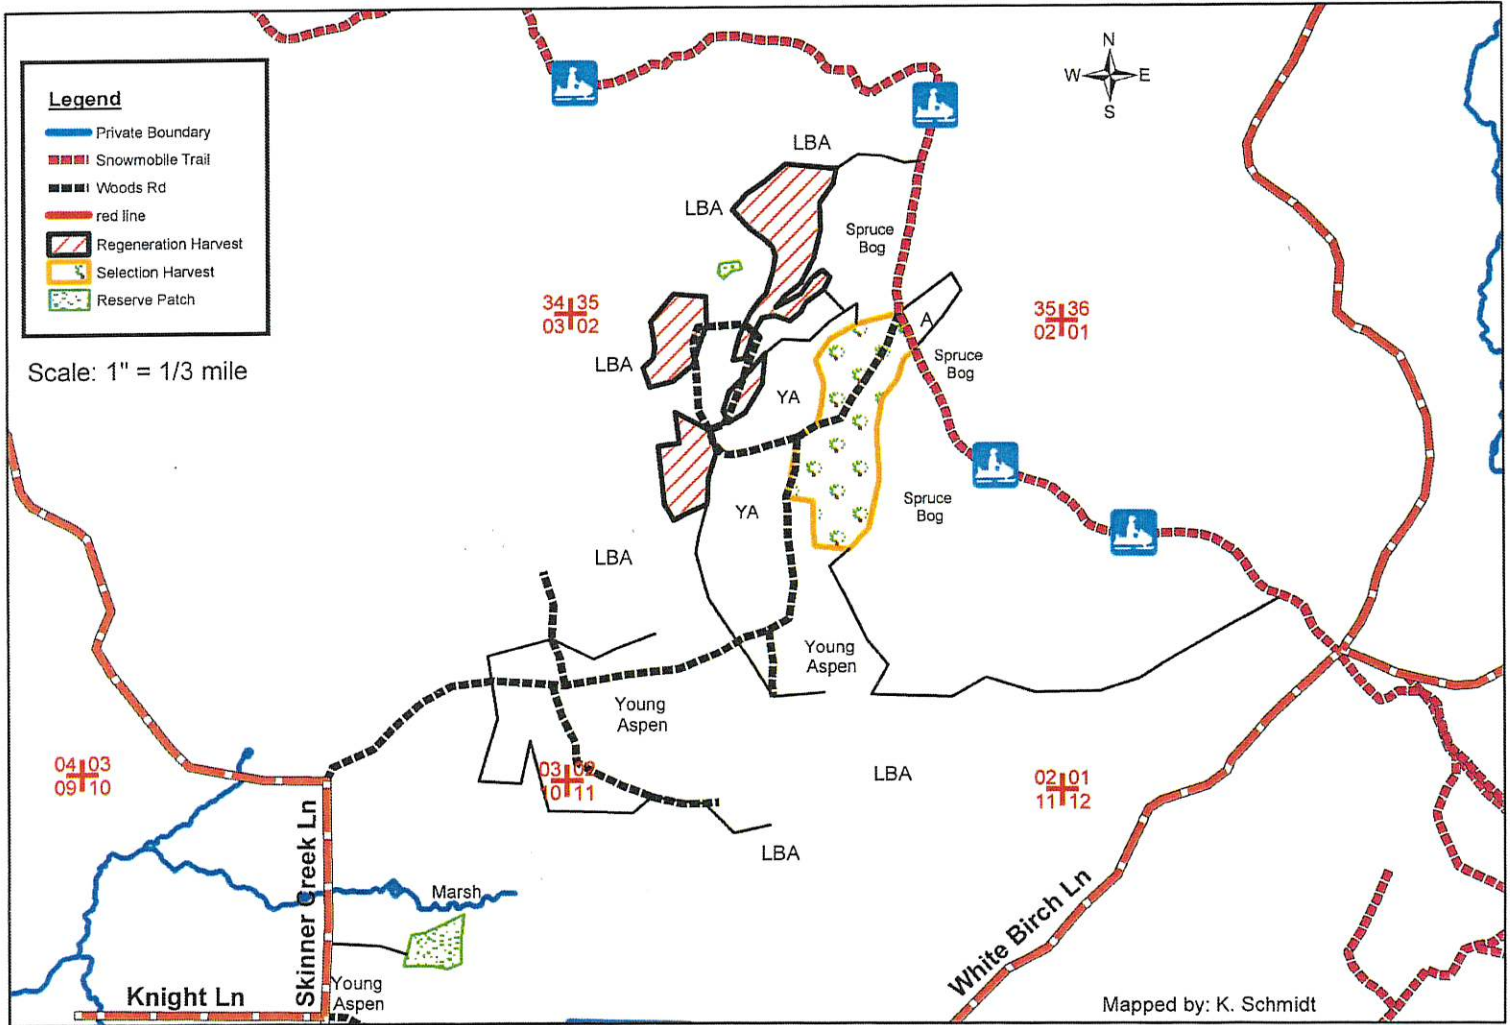 N
W E
S
Legend
Private Boundary
Snowmobile Trail
Woods Rd
red line
Regeneration Harvest
Selection Harvest
Reserve Patch
Scale: 1" = 1/3 mile
LBA
LBA
Spruce
Bog
34 35
03 02
35 36
02 01
A
LBA
Spruce
Bog
YA
YA
Spruce
Bog
LBA
Young
Aspen
Young
Aspen
04 03
09 10
03 02
10 11
LBA
02 01
11 12
LBA
Skinner Creek Ln
Marsh
White Birch Ln
Knight Ln
Young
Aspen
Mapped by: K. Schmidt